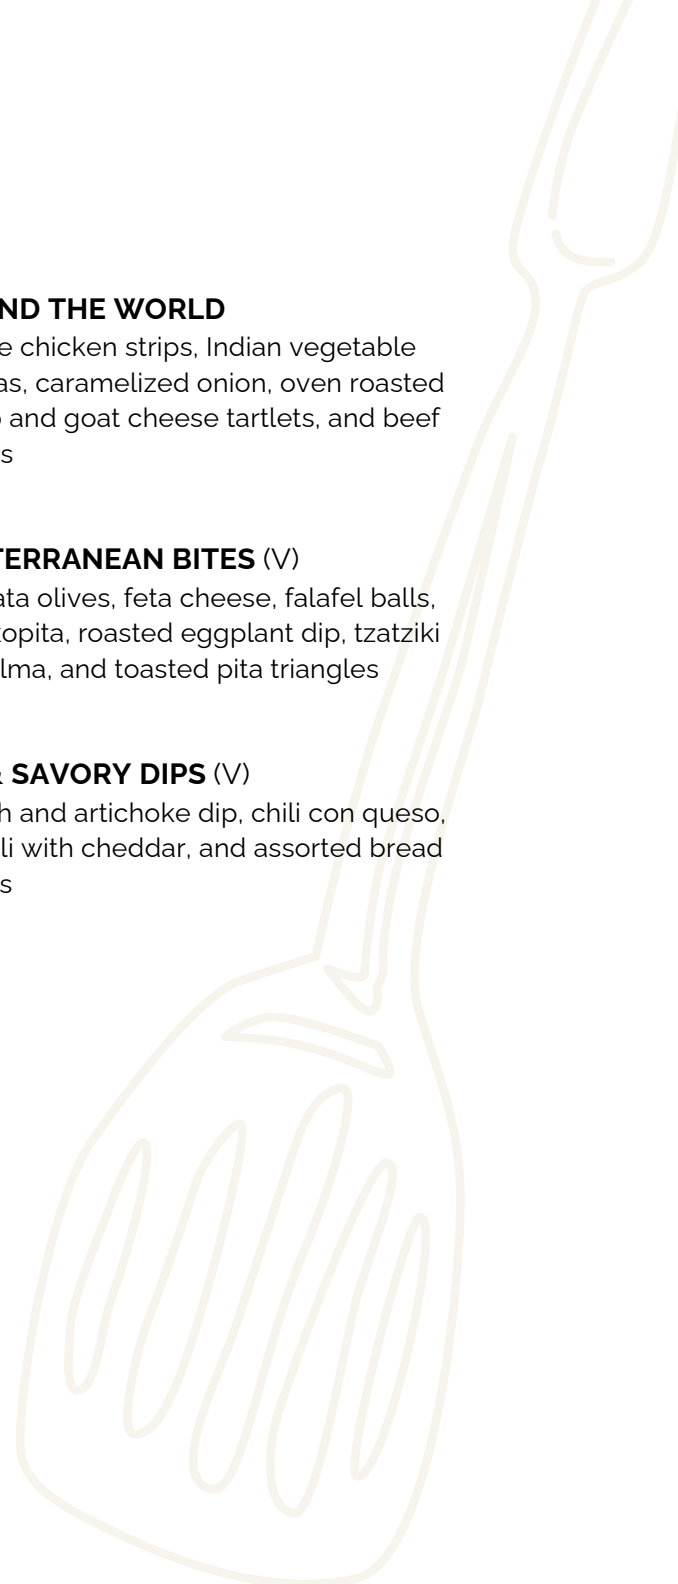 ND THE WORLD
e chicken strips, Indian vegetable
as, caramelized onion, oven roasted
and goat cheese tartlets, and beef
s
TERRANEAN BITES (V)
ata olives, feta cheese, falafel balls,
kopita, roasted eggplant dip, tzatziki
lma, and toasted pita triangles
& SAVORY DIPS (V)
h and artichoke dip, chili con queso,
li with cheddar, and assorted bread
s